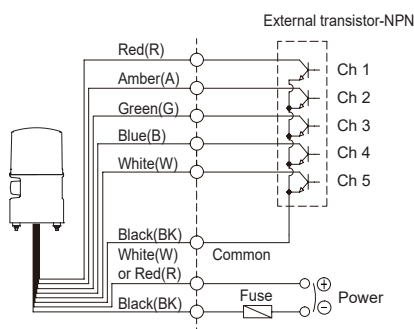 External transistor-NPN
Red(R)
Ch 1
Amber(A)
Ch 2
Green(G)
Ch 3
Blue(B)
Ch 4
White(W)
Ch 5
Black(BK)
Common
White(W)
or Red(R)
Fuse
Power
Black(BK)